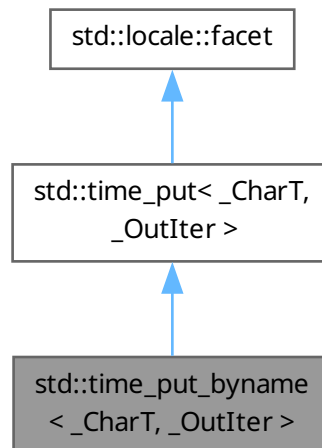 std::locale::facet
std::time_put< _CharT,
_OutIter >
std::time_put_byname
< _CharT, _OutIter >